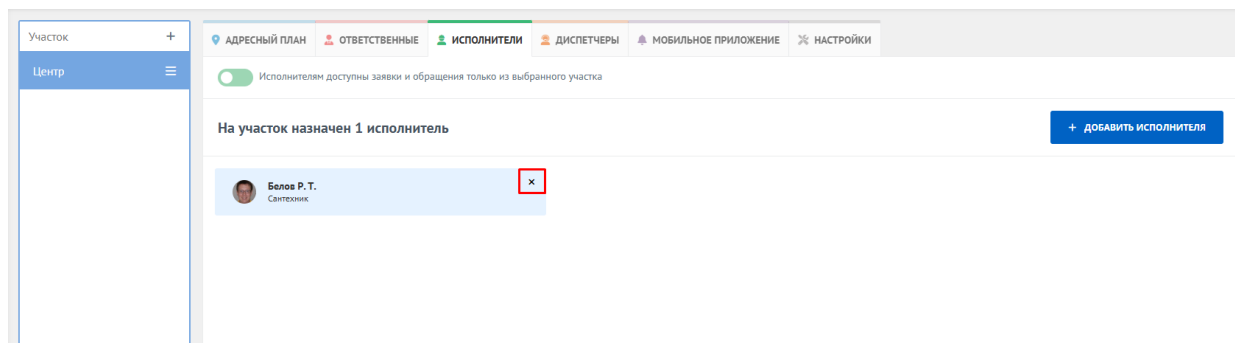 Участок +
Центр
АДРЕСНЫЙ ПЛАН
ОТВЕТСТВЕННЫЕ
ИСПОЛНИТЕЛИ
ДИСПЕТЧЕРЫ
МОБИЛЬНОЕ ПРИЛОЖЕНИЕ
НАСТРОЙКИ
Исполнителям доступны заявки и обращения только из выбранного участка
На участок назначен 1 исполнитель
+ ДОБАВИТЬ ИСПОЛНИТЕЛЯ
Белов Р. Т.
Сантехник